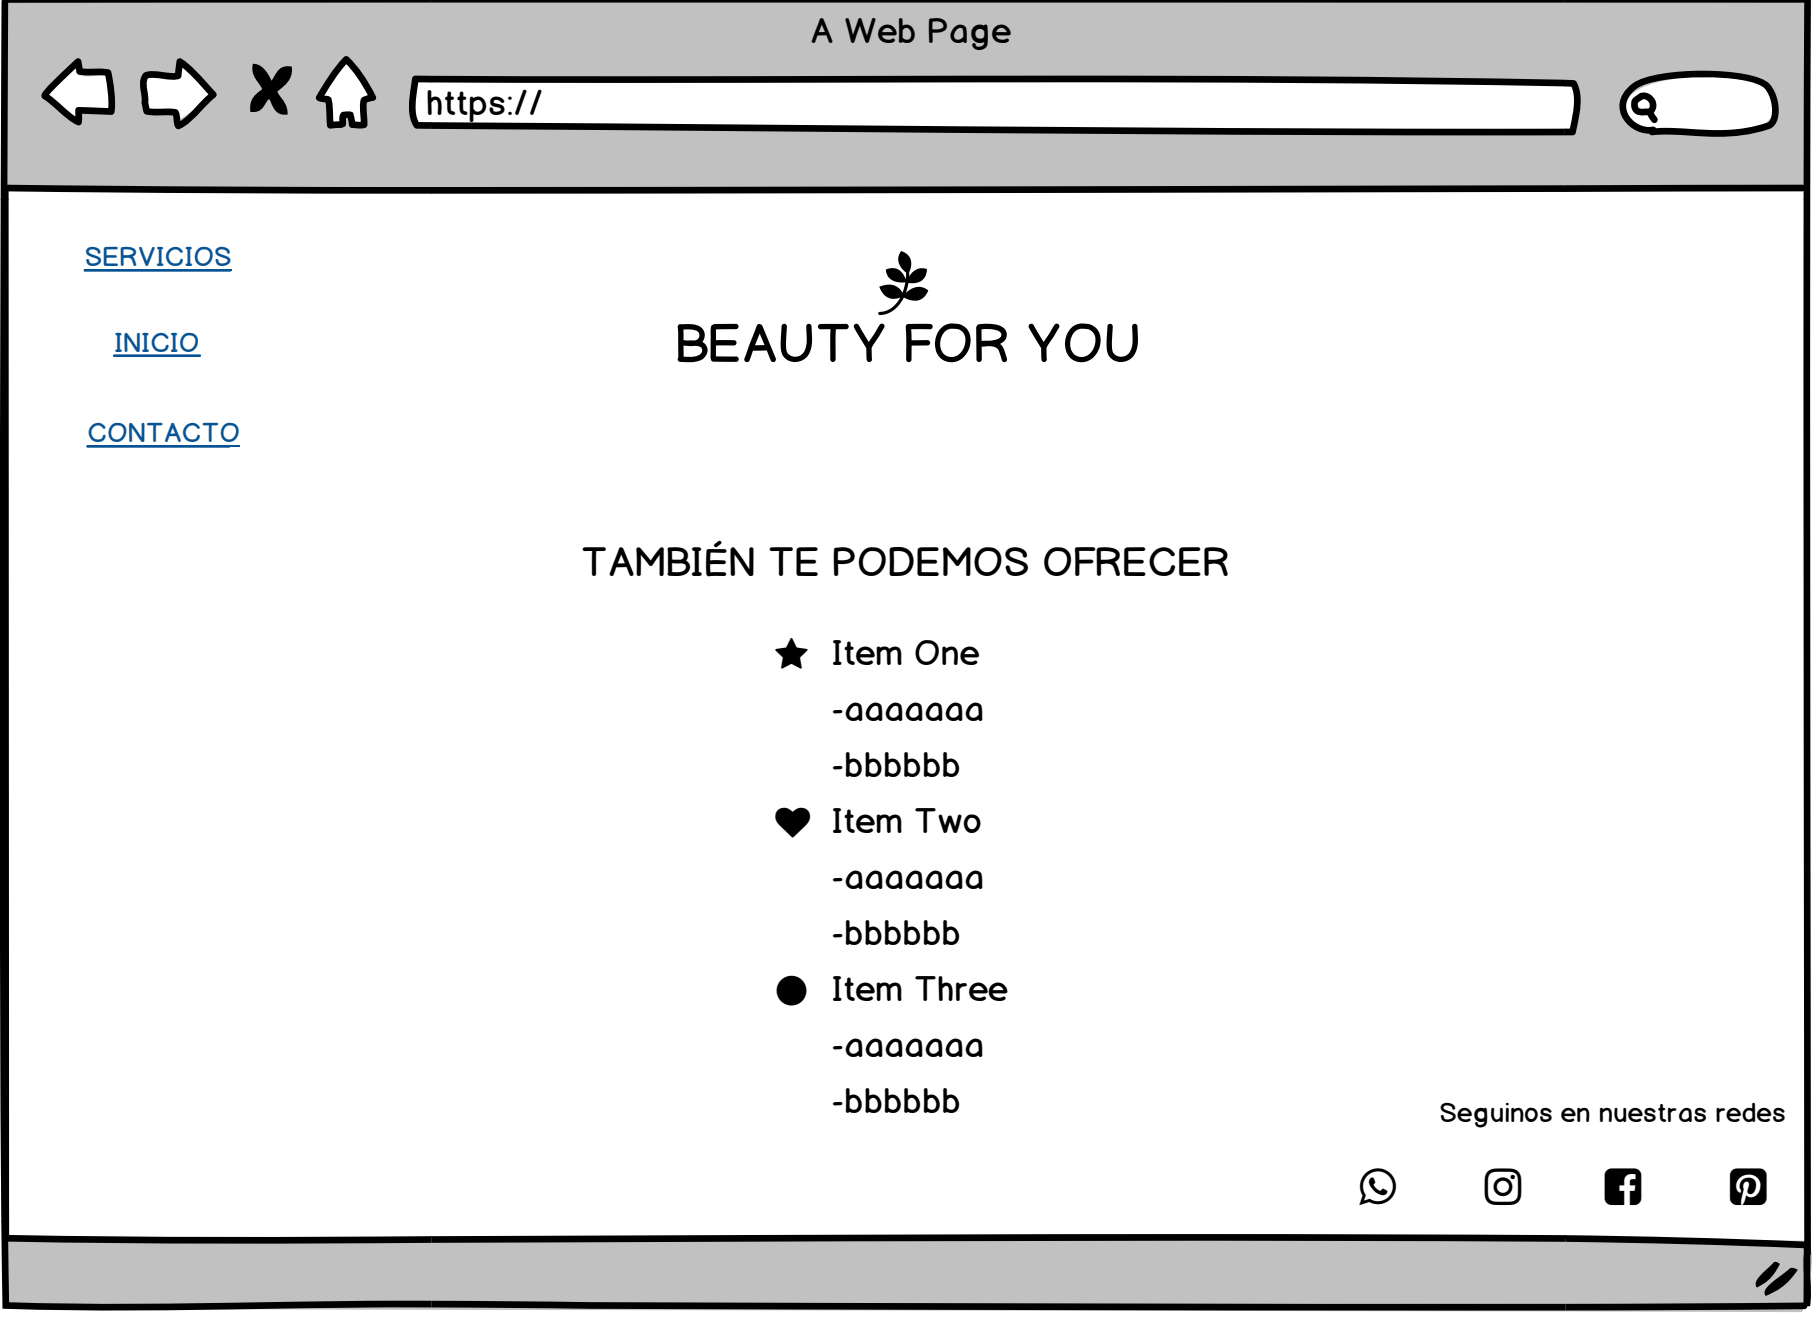 A Web Page
https://
SERVICIOS
INICIO
CONTACTO
BEAUTY FOR YOU
TAMBIÉN TE PODEMOS OFRECER
Item One
-aaaaaaa
-bbbbbb
Item Two
-aaaaaaa
-bbbbbb
Item Three
-aaaaaaa
-bbbbbb
Seguinos en nuestras redes